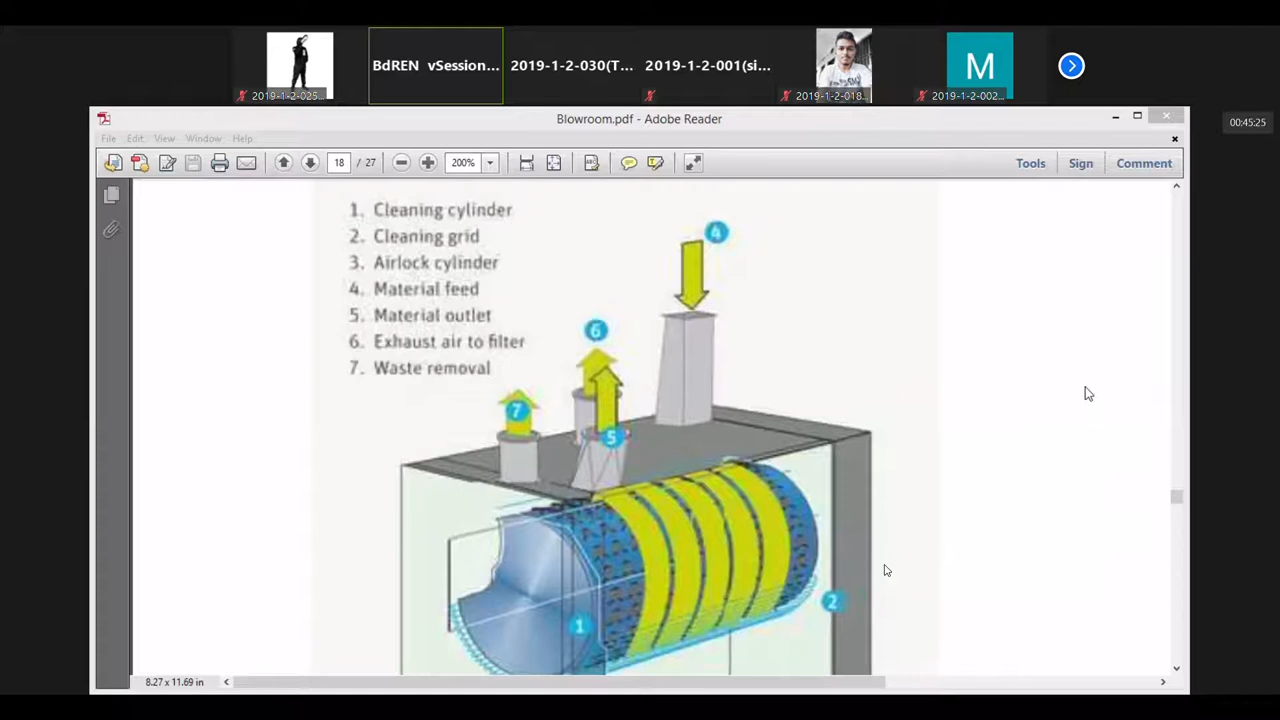 BdREN vSession...
2019-1-2-030(T...
2019-1-2-001(si...
M
2019-1-2-025...
2019-1-2-018...
2019-1-2-002...
00:45:25
Blowroom.pdf - Adobe Reader
File Edit View Window Help
18 / 27
200%
Tools
Sign
Comment
1. Cleaning cylinder
2. Cleaning grid
3. Airlock cylinder
4. Material feed
5. Material outlet
6. Exhaust air to filter
7. Waste removal
4
6
7
5
1
2
8.27 x 11.69 in